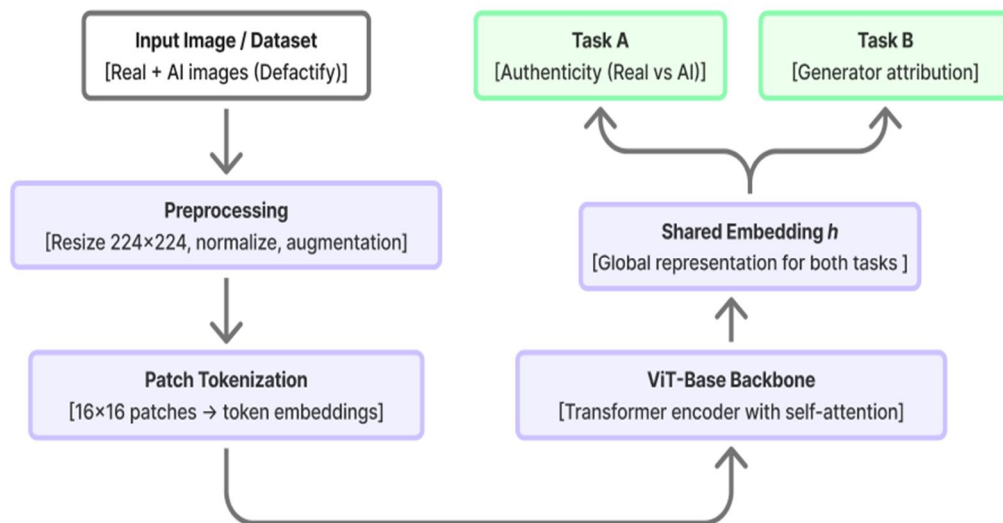 Input Image / Dataset
[Real + AI images (Defactify)]
Preprocessing
[Resize 224×224, normalize, augmentation]
Patch Tokenization
[16×16 patches → token embeddings]
ViT-Base Backbone
[Transformer encoder with self-attention]
Shared Embedding h
[Global representation for both tasks ]
Task A
[Authenticity (Real vs AI)]
Task B
[Generator attribution]